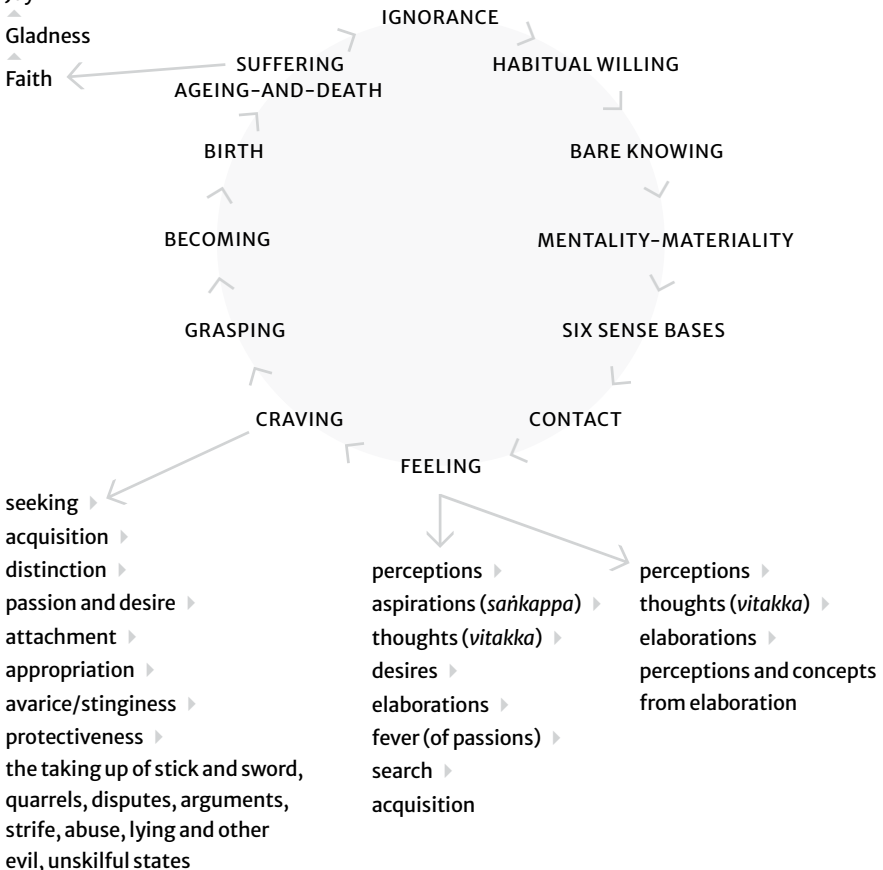 Gladness
Faith
IGNORANCE
HABITUAL WILLING
BARE KNOWING
MENTALITY-MATERIALITY
SIX SENSE BASES
CONTACT
FEELING
CRAVING
GRASPING
BECOMING
BIRTH
SUFFERING
AGEING-AND-DEATH
seeking
acquisition
distinction
passion and desire
attachment
appropriation
avarice/stinginess
protectiveness
the taking up of stick and sword,
quarrels, disputes, arguments,
strife, abuse, lying and other
evil, unskilful states
perceptions
aspirations (saṅkappa)
thoughts (vitakka)
desires
elaborations
fever (of passions)
search
acquisition
perceptions
thoughts (vitakka)
elaborations
perceptions and concepts
from elaboration